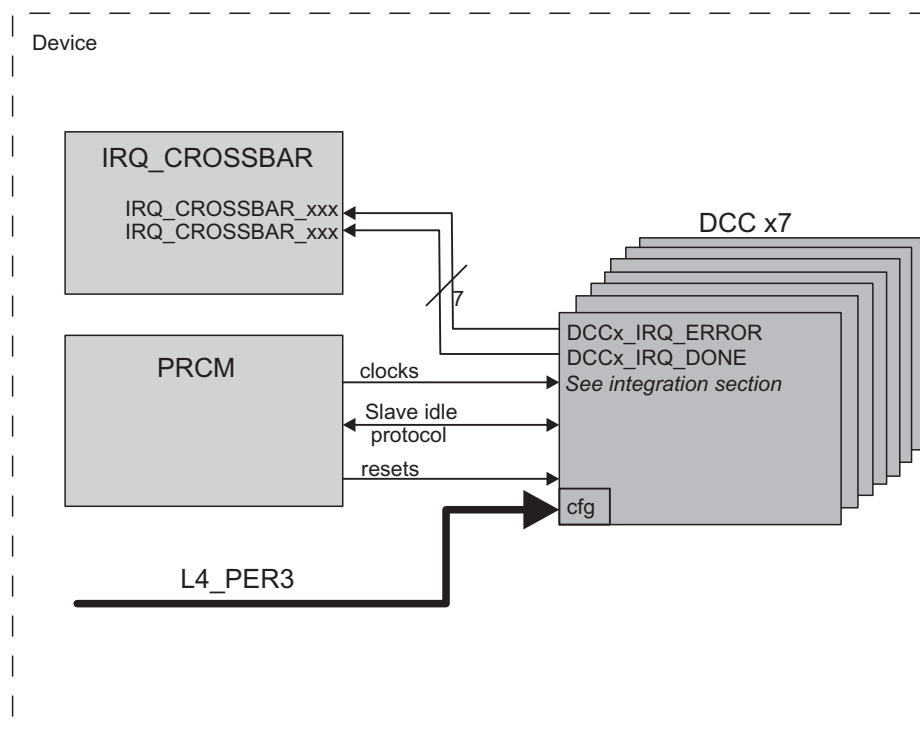 Device
IRQ_CROSSBAR
IRQ_CROSSBAR_xxx
IRQ_CROSSBAR_xxx
7
DCC x7
DCCx_IRQ_ERROR
DCCx_IRQ_DONE
See integration section
PRCM
clocks
Slave idle
protocol
resets
cfg
L4_PER3